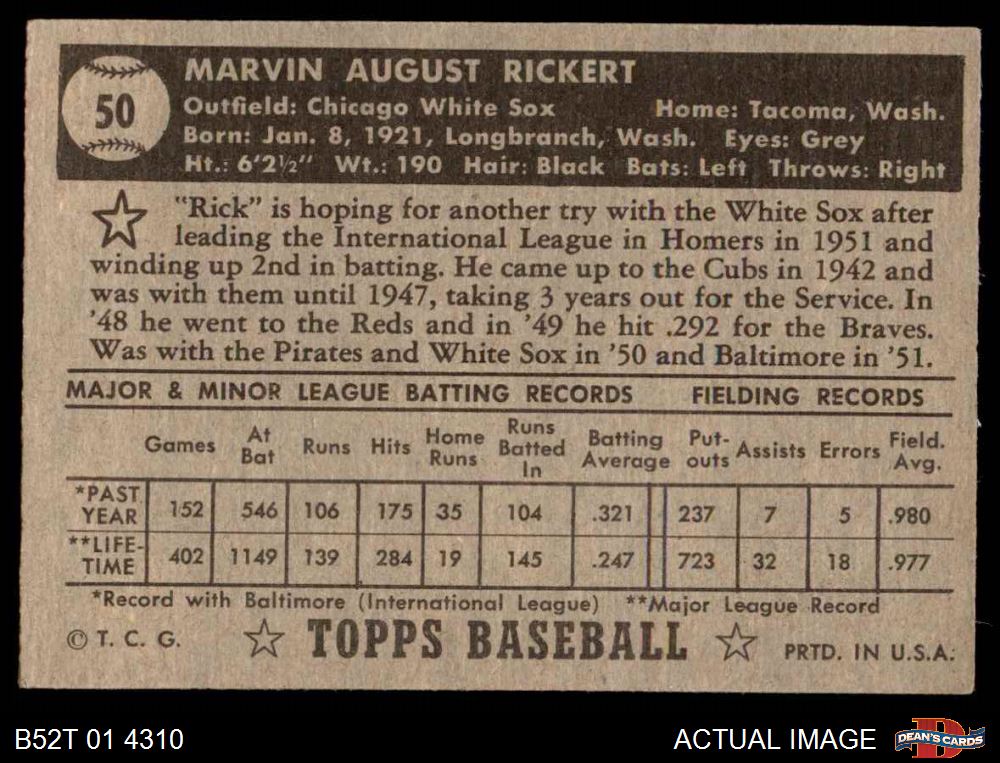 50
MARVIN AUGUST RICKERT
Outfield: Chicago White Sox Home: Tacoma, Wash.
Born: Jan. 8, 1921, Longbranch, Wash. Eyes: Grey
Ht.: 6'2½" Wt.: 190 Hair: Black Bats: Left Throws: Right
"Rick" is hoping for another try with the White Sox after
leading the International League in Homers in 1951 and
winding up 2nd in batting. He came up to the Cubs in 1942 and
was with them until 1947, taking 3 years out for the Service. In
'48 he went to the Reds and in '49 he hit .292 for the Braves.
Was with the Pirates and White Sox in '50 and Baltimore in '51.
MAJOR & MINOR LEAGUE BATTING RECORDS FIELDING RECORDS
Games At Bat Runs Hits Home Runs Runs Batted In Batting Average Put-outs Assists Errors Field. Avg.
*PAST YEAR 152 546 106 175 35 104 .321 237 7 5 .980
**LIFE-TIME 402 1149 139 284 19 145 .247 723 32 18 .977
*Record with Baltimore (International League) **Major League Record
© T. C. G. TOPPS BASEBALL PRTD. IN U.S.A.
B52T 01 4310 ACTUAL IMAGE DEAN'S CARDS